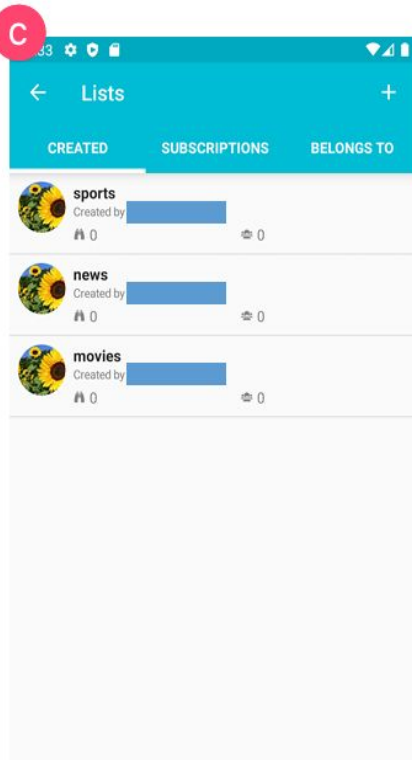 C
:33
Lists
CREATED SUBSCRIPTIONS BELONGS TO
sports
Created by
0 0
news
Created by
0 0
movies
Created by
0 0